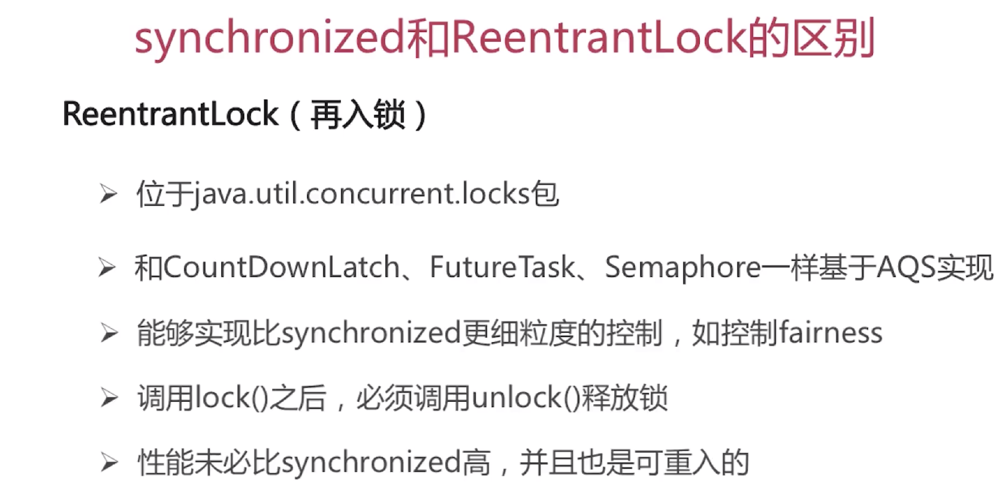 synchronized和ReentrantLock的区别
ReentrantLock（再入锁）
➢ 位于java.util.concurrent.locks包
➢ 和CountDownLatch、FutureTask、Semaphore一样基于AQS实现
➢ 能够实现比synchronized更细粒度的控制，如控制fairness
➢ 调用lock()之后，必须调用unlock()释放锁
➢ 性能未必比synchronized高，并且也是可重入的